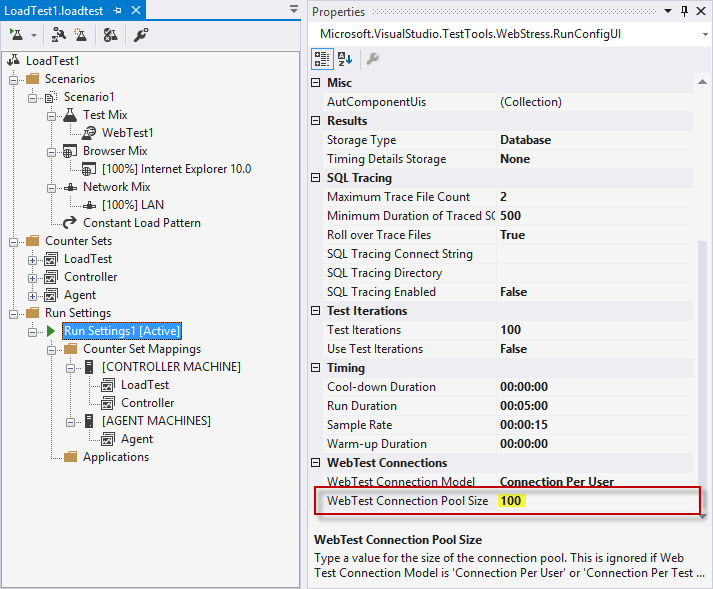 LoadTest1.loadtest
LoadTest1
Scenarios
Scenario1
Test Mix
WebTest1
Browser Mix
[100%] Internet Explorer 10.0
Network Mix
[100%] LAN
Constant Load Pattern
Counter Sets
LoadTest
Controller
Agent
Run Settings
Run Settings1 [Active]
Counter Set Mappings
[CONTROLLER MACHINE]
LoadTest
Controller
[AGENT MACHINES]
Agent
Applications
Properties
Microsoft.VisualStudio.TestTools.WebStress.RunConfigUI
Misc
AutComponentUis (Collection)
Results
Storage Type Database
Timing Details Storage None
SQL Tracing
Maximum Trace File Count 2
Minimum Duration of Traced SQ 500
Roll over Trace Files True
SQL Tracing Connect String
SQL Tracing Directory
SQL Tracing Enabled False
Test Iterations
Test Iterations 100
Use Test Iterations False
Timing
Cool-down Duration 00:00:00
Run Duration 00:05:00
Sample Rate 00:00:15
Warm-up Duration 00:00:00
WebTest Connections
WebTest Connection Model Connection Per User
WebTest Connection Pool Size 100
WebTest Connection Pool Size
Type a value for the size of the connection pool. This is ignored if Web
Test Connection Model is 'Connection Per User' or 'Connection Per Test ...